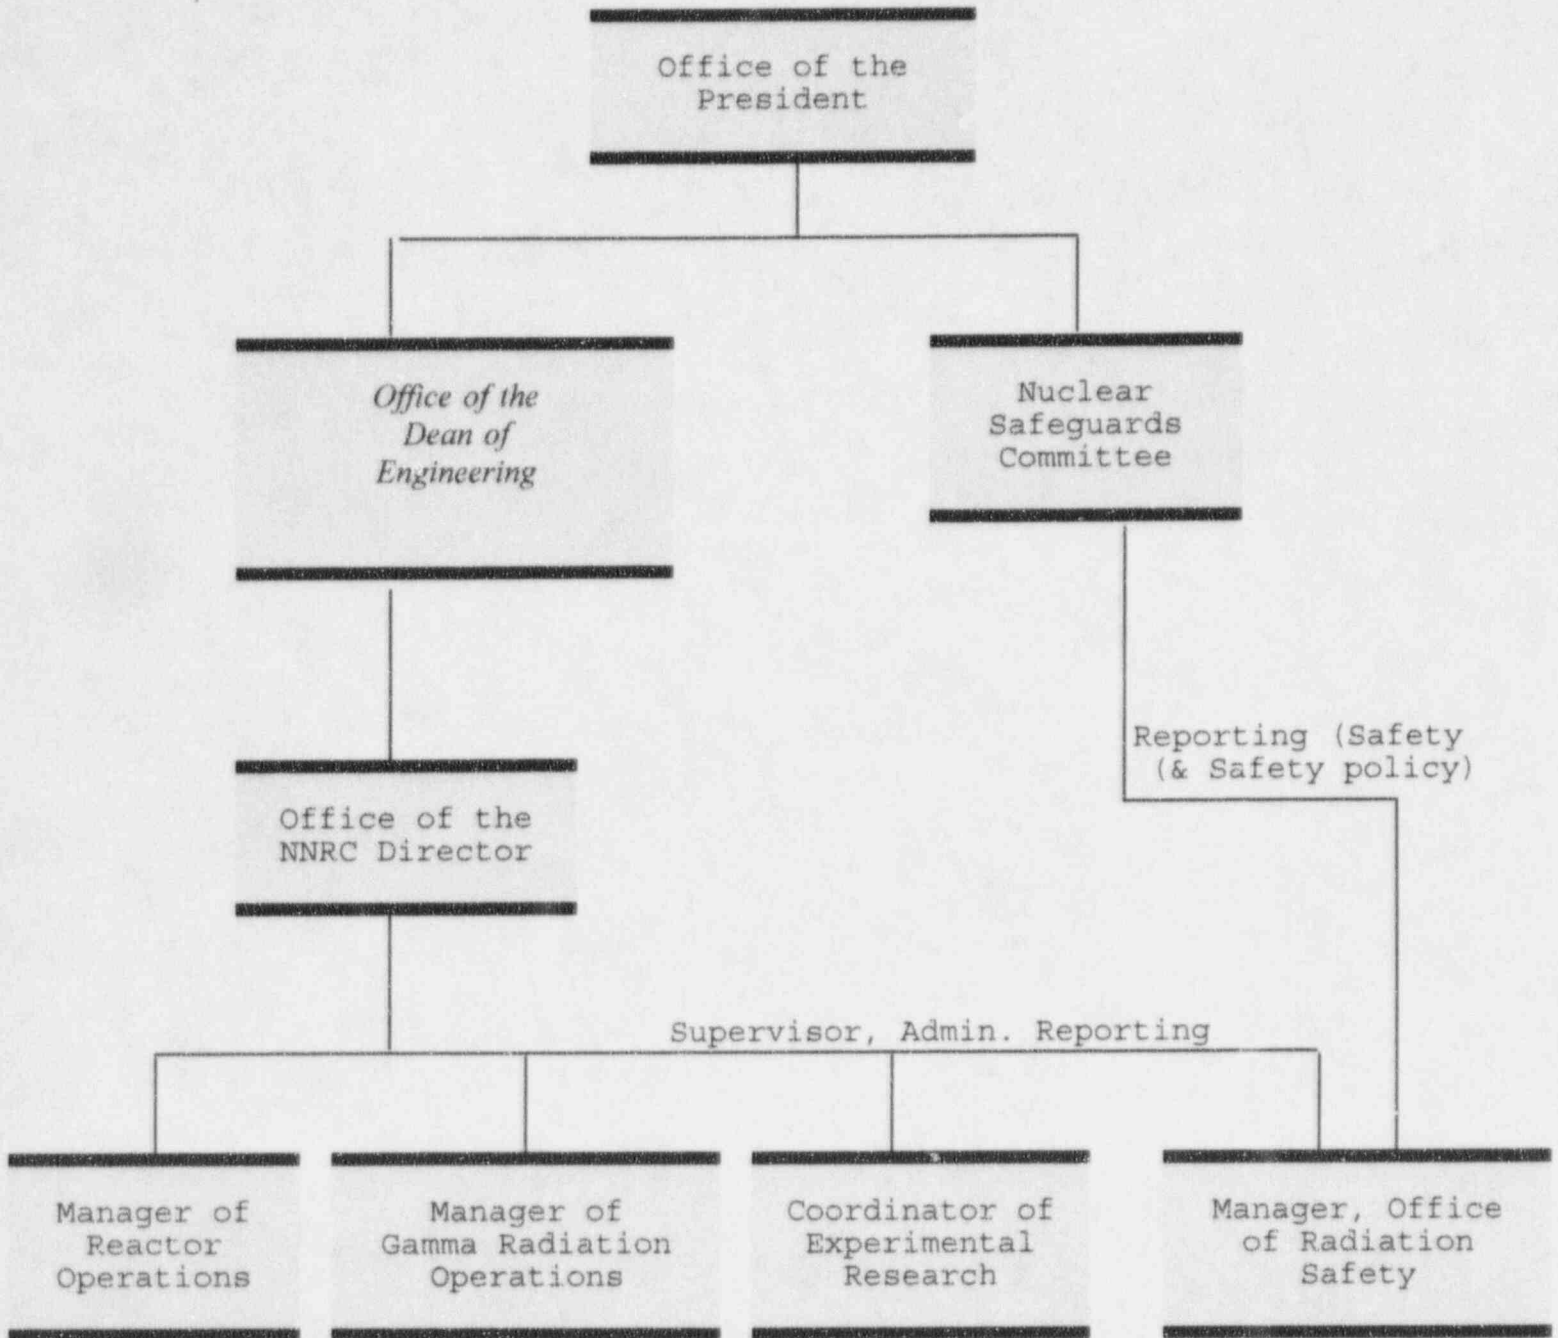 Office of the
President
Office of the
Dean of
Engineering
Nuclear
Safeguards
Committee
Reporting (Safety
(& Safety policy)
Office of the
NNRC Director
Supervisor, Admin. Reporting
Manager of
Reactor
Operations
Manager of
Gamma Radiation
Operations
Coordinator of
Experimental
Research
Manager, Office
of Radiation
Safety